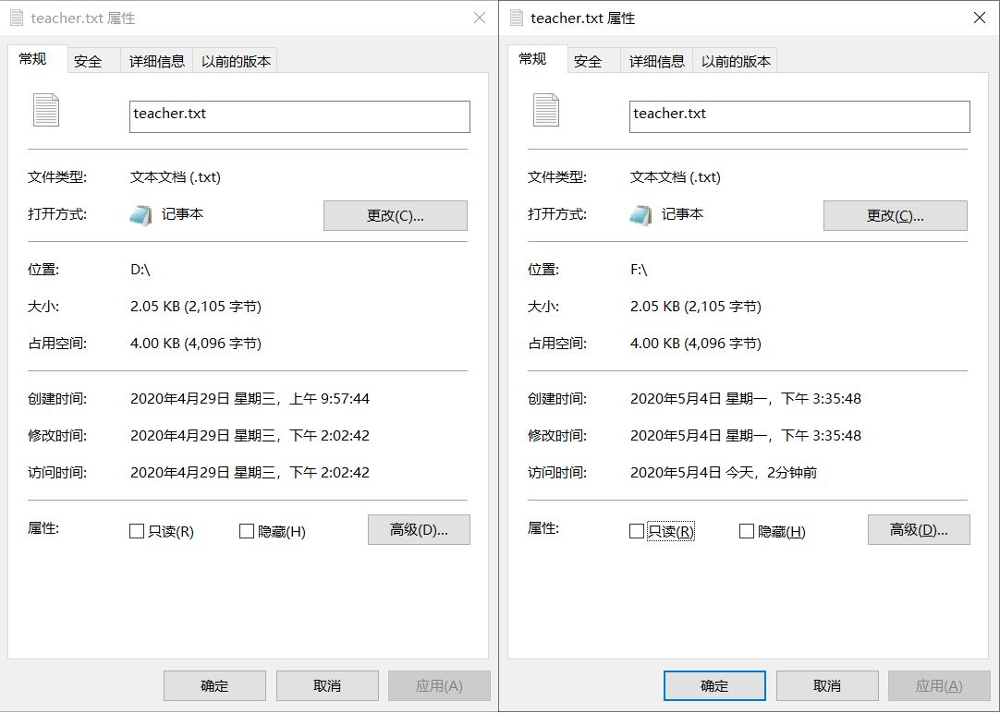 teacher.txt 属性
常规 安全 详细信息 以前的版本
teacher.txt
文件类型: 文本文档 (.txt)
打开方式: 记事本 更改(C)...
位置: D:\
大小: 2.05 KB (2,105 字节)
占用空间: 4.00 KB (4,096 字节)
创建时间: 2020年4月29日 星期三，上午 9:57:44
修改时间: 2020年4月29日 星期三，下午 2:02:42
访问时间: 2020年4月29日 星期三，下午 2:02:42
属性: 只读(R) 隐藏(H) 高级(D)...
确定 取消 应用(A)
teacher.txt 属性
常规 安全 详细信息 以前的版本
teacher.txt
文件类型: 文本文档 (.txt)
打开方式: 记事本 更改(C)...
位置: F:\
大小: 2.05 KB (2,105 字节)
占用空间: 4.00 KB (4,096 字节)
创建时间: 2020年5月4日 星期一，下午 3:35:48
修改时间: 2020年5月4日 星期一，下午 3:35:48
访问时间: 2020年5月4日 今天，2分钟前
属性: 只读(R) 隐藏(H) 高级(D)...
确定 取消 应用(A)